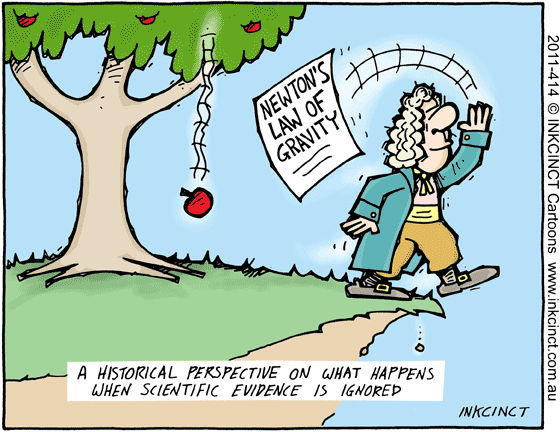 NEWTON'S
LAW OF
GRAVITY
A HISTORICAL PERSPECTIVE ON WHAT HAPPENS
WHEN SCIENTIFIC EVIDENCE IS IGNORED
INKCINCT
2011-414 © INKCINCT Cartoons www.inkcinct.com.au